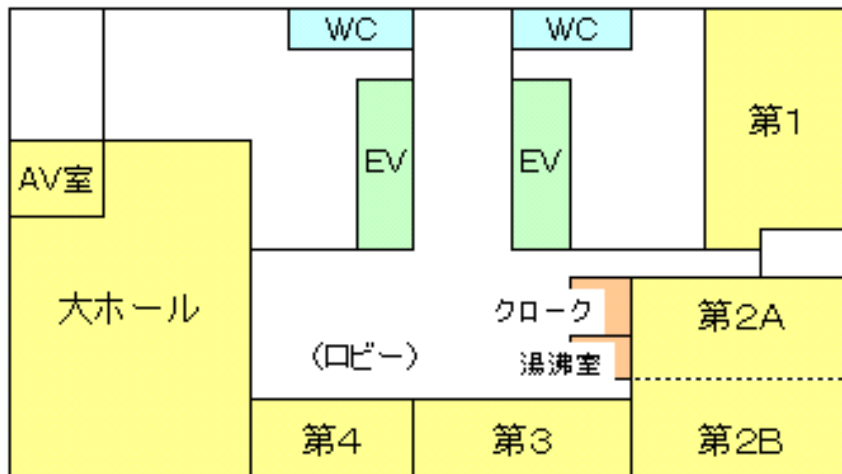 WC
WC
第1
EV
EV
AV室
大ホール
クローク
第2A
(ロビー)
湯沸室
第4
第3
第2B